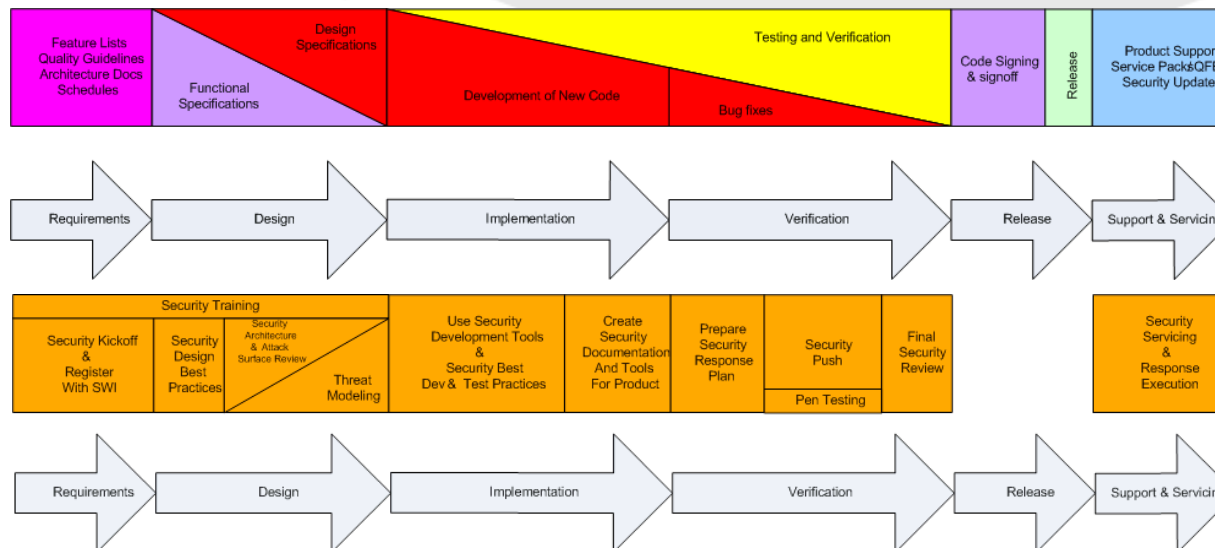 Feature Lists
Quality Guidelines
Architecture Docs
Schedules
Functional
Specifications
Design
Specifications
Development of New Code
Testing and Verification
Bug fixes
Code Signing
& signoff
Release
Product Suppor
Service Packs/QFE
Security Update
Requirements
Design
Implementation
Verification
Release
Support & Servicin
Security Training
Security Kickoff
&
Register
With SWI
Security
Design
Best
Practices
Security
Architecture
& Attack
Surface Review
Threat
Modeling
Use Security
Development Tools
&
Security Best
Dev & Test Practices
Create
Security
Documentation
And Tools
For Product
Prepare
Security
Response
Plan
Security
Push
Pen Testing
Final
Security
Review
Security
Servicing
&
Response
Execution
Requirements
Design
Implementation
Verification
Release
Support & Servicin